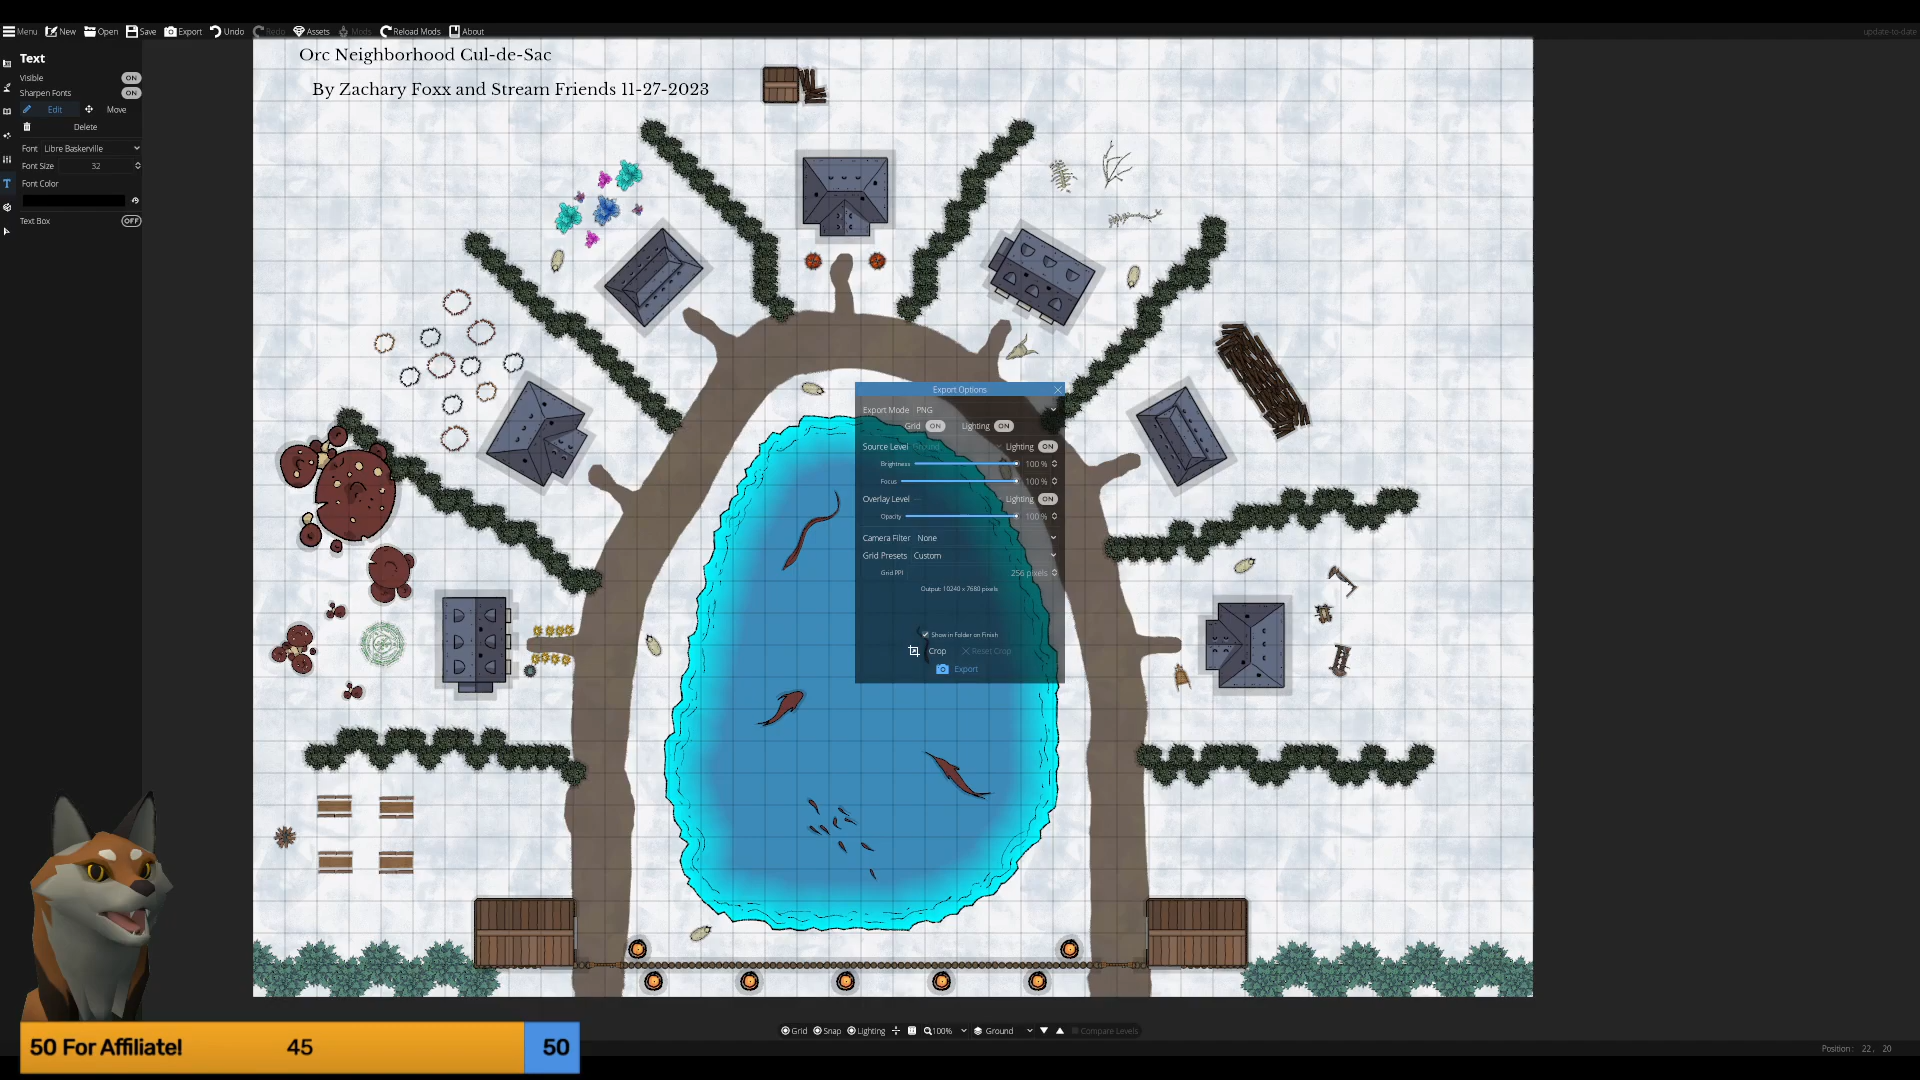 Menu New Open Save Export Undo Redo Assets Mods Reload Mods About
update-to-date
Text
Visible ON
Sharpen Fonts ON
Edit Move
Delete
Font Libre Baskerville
Font Size 32
Font Color
Text Box OFF
Orc Neighborhood Cul-de-Sac
By Zachary Foxx and Stream Friends 11-27-2023
Export Options
Export Mode PNG
Grid ON Lighting ON
Source Level Ground Lighting ON
Brightness 100 %
Focus 100 %
Overlay Level Lighting ON
Opacity 100 %
Camera Filter None
Grid Presets Custom
Grid PPI 256 pixels
Output: 10240 x 7680 pixels
Show in Folder on Finish
Crop Reset Crop
Export
50 For Affiliate! 45 50
Grid Snap Lighting 100% Ground Compare Levels
Position: 22, 20